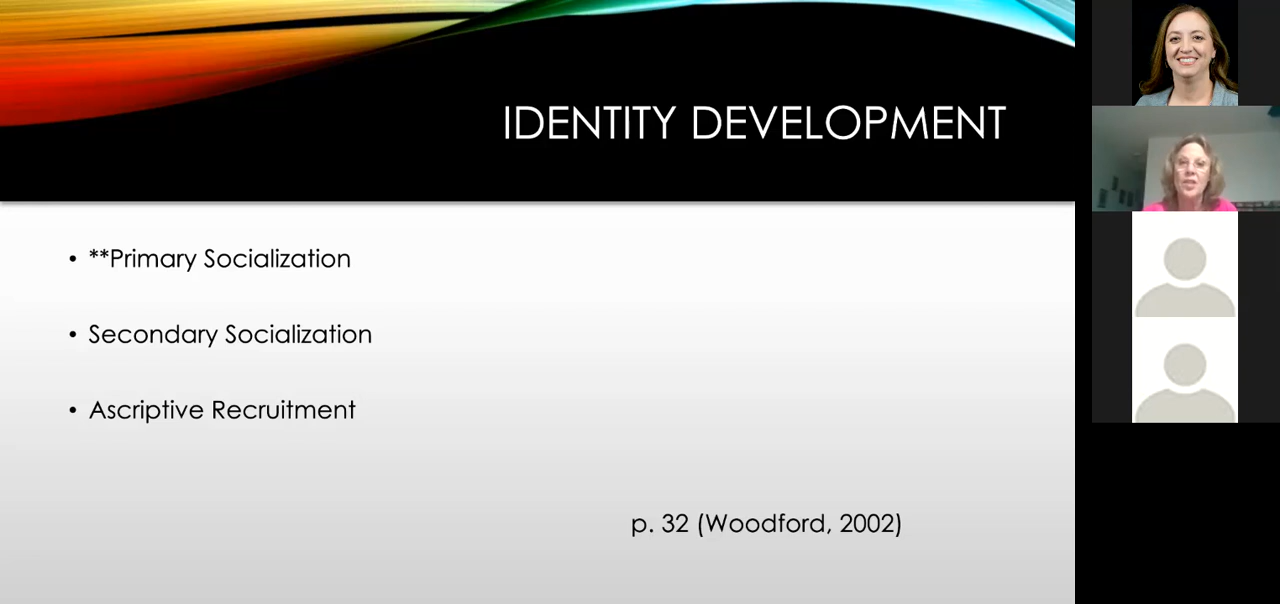 IDENTITY DEVELOPMENT
• **Primary Socialization
• Secondary Socialization
• Ascriptive Recruitment
p. 32 (Woodford, 2002)